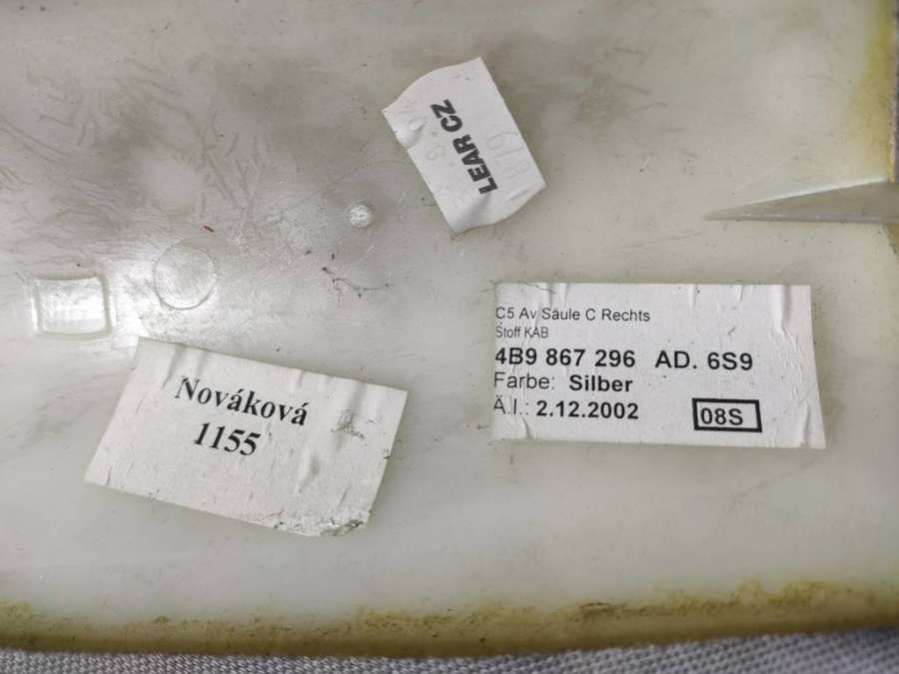 LEAR CZ
C5 Av Säule C Rechts
Stoff KAB
4B9 867 296 AD. 6S9
Farbe: Silber
Ä.I.: 2.12.2002
08S
Nováková
1155